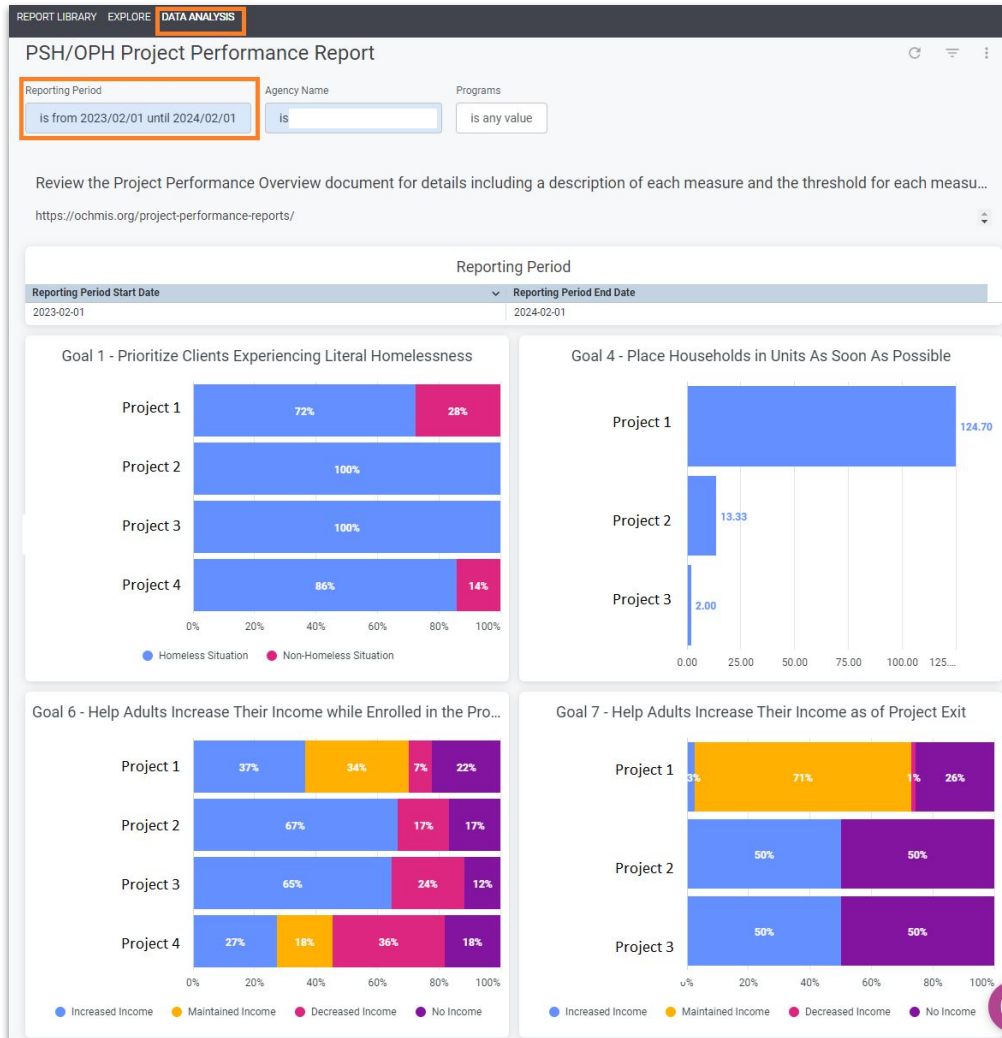 REPORT LIBRARY EXPLORE DATA ANALYSIS
PSH/OPH Project Performance Report
Reporting Period Agency Name Programs
is from 2023/02/01 until 2024/02/01 is is any value
Review the Project Performance Overview document for details including a description of each measure and the threshold for each measu...
https://ochmis.org/project-performance-reports/
Reporting Period
Reporting Period Start Date Reporting Period End Date
2023-02-01 2024-02-01
Goal 1 - Prioritize Clients Experiencing Literal Homelessness
Project 1 72% 28%
Project 2 100%
Project 3 100%
Project 4 86% 14%
0% 20% 40% 60% 80% 100%
Homeless Situation Non-Homeless Situation
Goal 4 - Place Households in Units As Soon As Possible
Project 1 124.70
Project 2 13.33
Project 3 2.00
0.00 25.00 50.00 75.00 100.00 125....
Goal 6 - Help Adults Increase Their Income while Enrolled in the Pro...
Project 1 37% 34% 7% 22%
Project 2 67% 17% 17%
Project 3 65% 24% 12%
Project 4 27% 18% 36% 18%
0% 20% 40% 60% 80% 100%
Increased Income Maintained Income Decreased Income No Income
Goal 7 - Help Adults Increase Their Income as of Project Exit
Project 1 3% 71% 1% 26%
Project 2 50% 50%
Project 3 50% 50%
0% 20% 40% 60% 80% 100%
Increased Income Maintained Income Decreased Income No Income